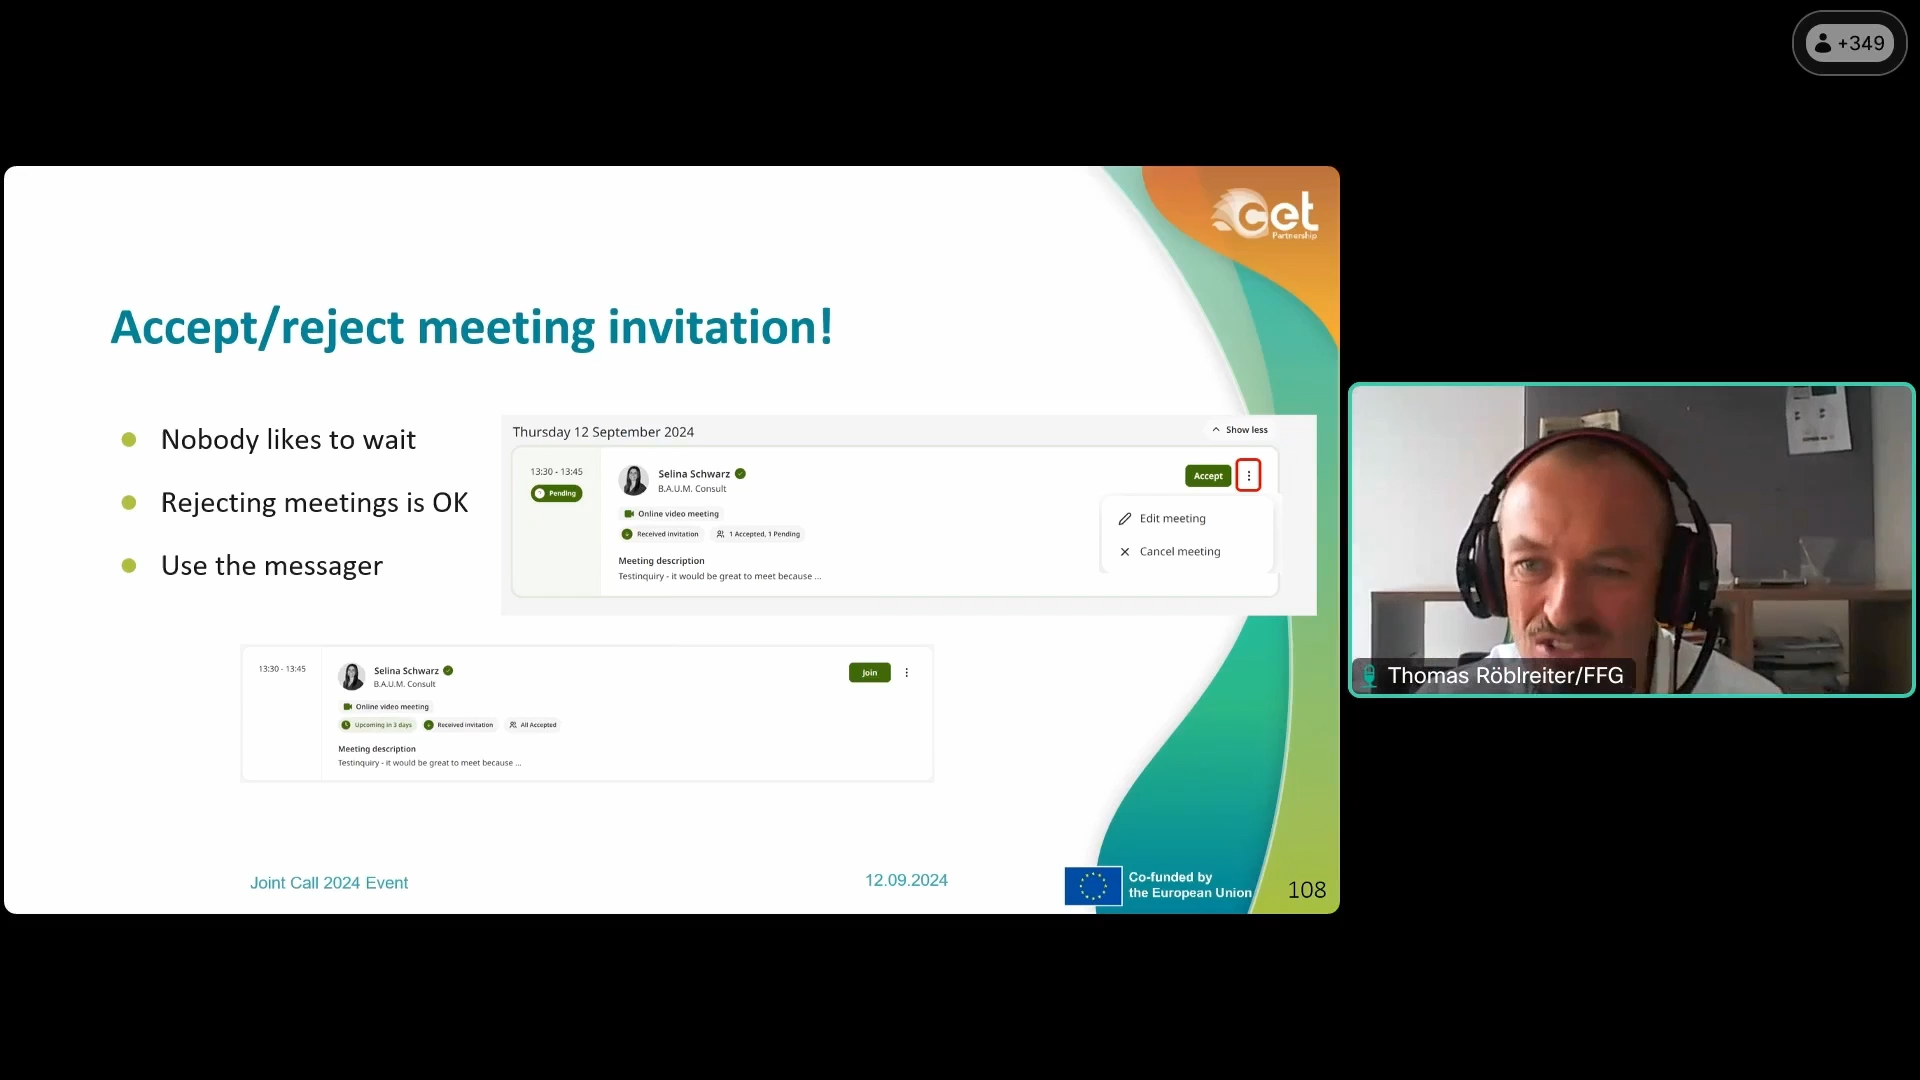 +349
cet
Partnership
Accept/reject meeting invitation!
Nobody likes to wait
Rejecting meetings is OK
Use the messager
Thursday 12 September 2024
Show less
13:30 - 13:45
Pending
Selina Schwarz
B.A.U.M. Consult
Accept
Online video meeting
Received invitation
1 Accepted, 1 Pending
Edit meeting
Cancel meeting
Meeting description
Testinquiry - it would be great to meet because ...
13:30 - 13:45
Selina Schwarz
B.A.U.M. Consult
Join
Online video meeting
Upcoming in 3 days
Received invitation
All Accepted
Meeting description
Testinquiry - it would be great to meet because ...
Thomas Röblreiter/FFG
Joint Call 2024 Event
12.09.2024
Co-funded by
the European Union
108